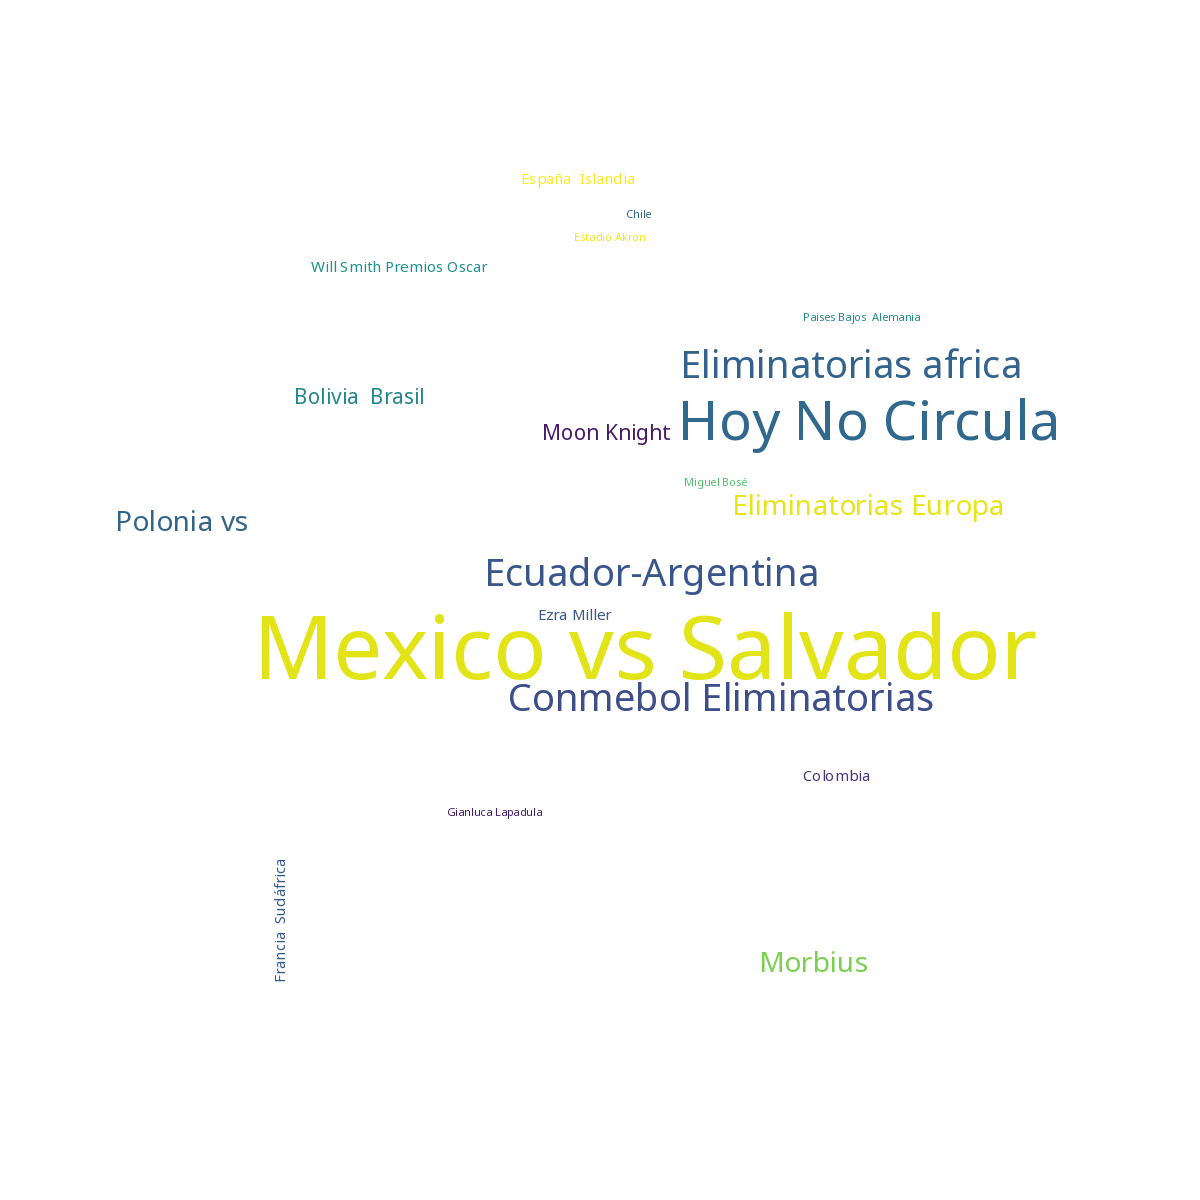 España Islandia
Chile
Estadio Akron
Will Smith Premios Oscar
Paises Bajos Alemania
Eliminatorias africa
Bolivia Brasil
Hoy No Circula
Moon Knight
Miguel Bosé
Eliminatorias Europa
Polonia vs
Ecuador-Argentina
Ezra Miller
Mexico vs Salvador
Conmebol Eliminatorias
Colombia
Gianluca Lapadula
Francia Sudáfrica
Morbius